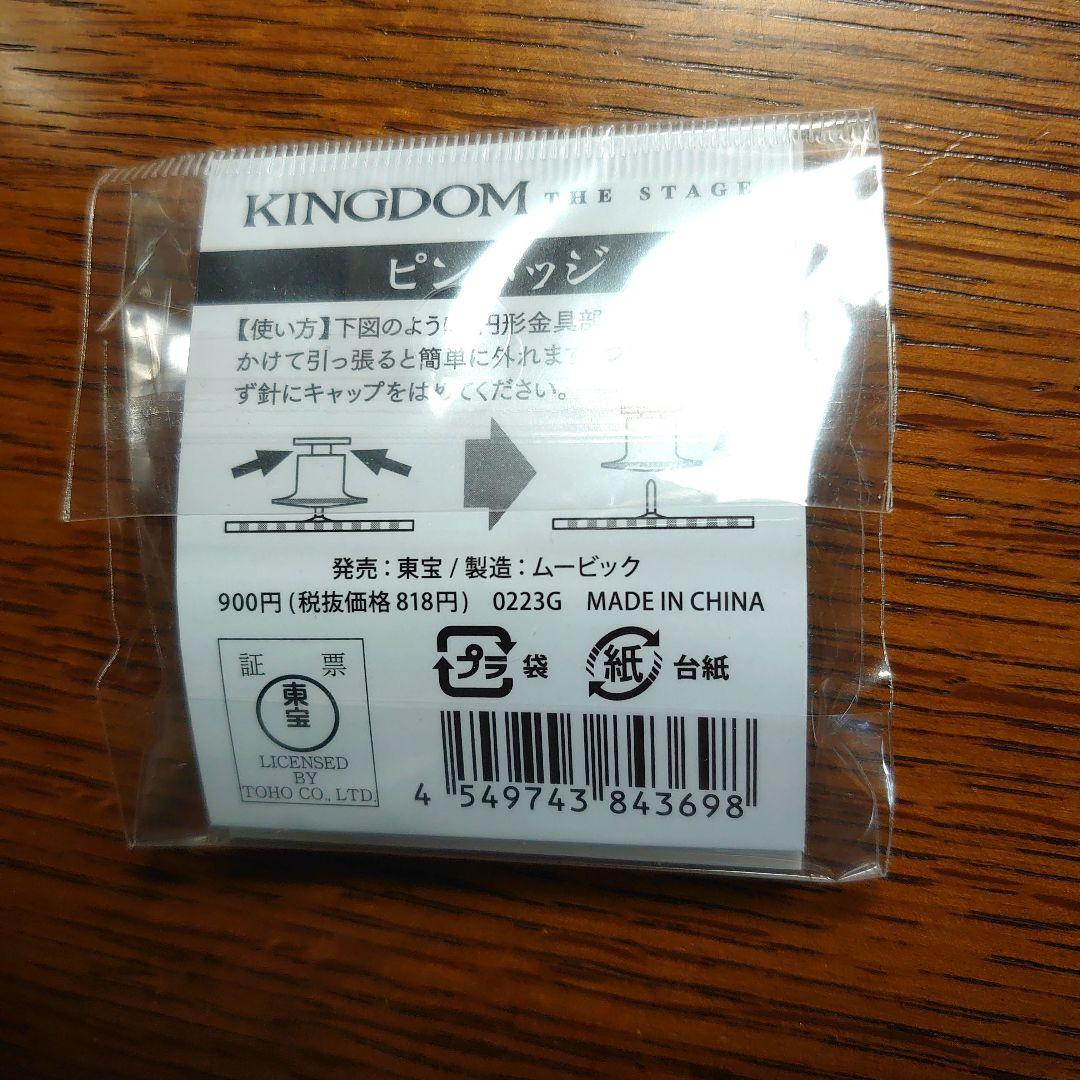 KINGDOM THE STAGE
ピンバッジ
【使い方】下図のよう 円形金具部
かけて引っ張ると簡単に外れます
ず針にキャップをはめてください。
発売：東宝 / 製造：ムービック
900円 (税抜価格 818円) 0223G MADE IN CHINA
プラ 袋 紙 台紙
証 票
東宝
LICENSED
BY
TOHO CO., LTD.
4 549743 843698